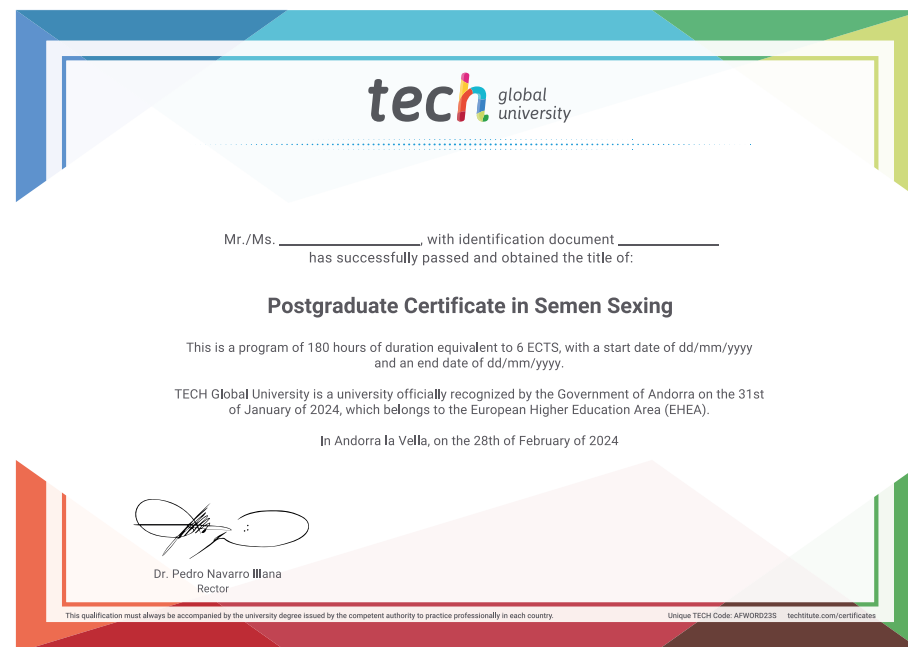 tech global
university
Mr./Ms. ____________, with identification document ____________
has successfully passed and obtained the title of:
Postgraduate Certificate in Semen Sexing
This is a program of 180 hours of duration equivalent to 6 ECTS, with a start date of dd/mm/yyyy
and an end date of dd/mm/yyyy.
TECH Global University is a university officially recognized by the Government of Andorra on the 31st
of January of 2024, which belongs to the European Higher Education Area (EHEA).
In Andorra la Vella, on the 28th of February of 2024
Dr. Pedro Navarro Illana
Rector
This qualification must always be accompanied by the university degree issued by the competent authority to practice professionally in each country.
Unique TECH Code: AFWORD23S techtitute.com/certificates